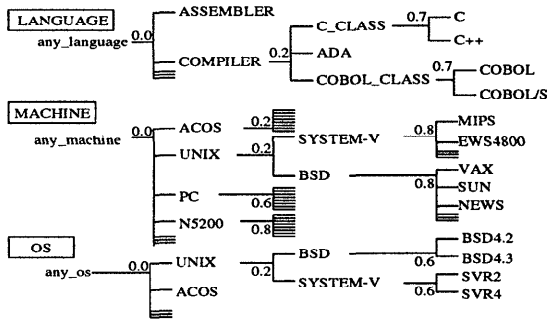 LANGUAGE
ASSEMBLER
any_language 0.0
COMPILER 0.2
C_CLASS 0.7 C
C++
ADA
COBOL_CLASS 0.7 COBOL
COBOL/S
MACHINE
any_machine 0.0
ACOS 0.2
UNIX 0.2
SYSTEM-V 0.8 MIPS
EWS4800
BSD 0.8 VAX
SUN
NEWS
PC 0.6
N5200 0.8
OS
any_os 0.0
UNIX 0.2
BSD 0.6 BSD4.2
BSD4.3
SYSTEM-V 0.6 SVR2
SVR4
ACOS